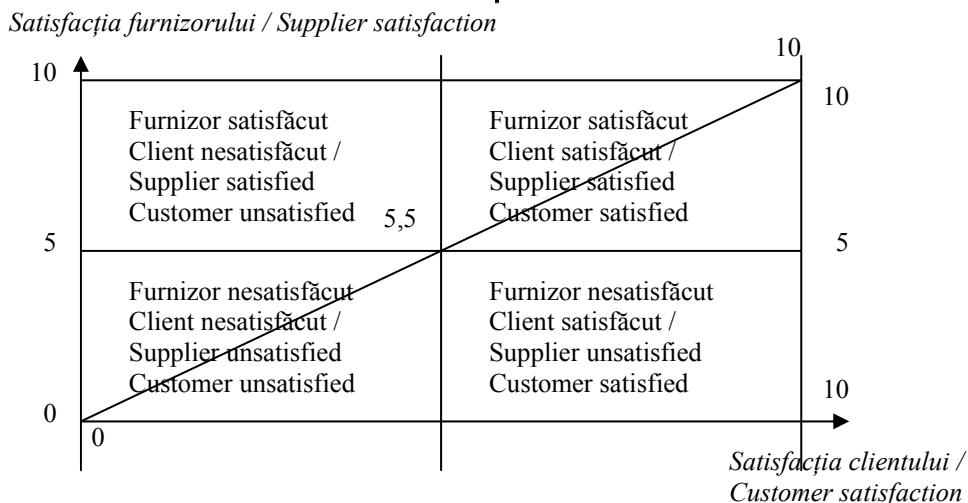 Satisfacția furnizorului / Supplier satisfaction
10
10
10
Furnizor satisfăcut
Client nesatisfăcut /
Supplier satisfied
Customer unsatisfied
Furnizor satisfăcut
Client satisfăcut /
Supplier satisfied
Customer satisfied
5,5
5
5
Furnizor nesatisfăcut
Client nesatisfăcut /
Supplier unsatisfied
Customer unsatisfied
Furnizor nesatisfăcut
Client satisfăcut /
Supplier unsatisfied
Customer satisfied
10
0
0
Satisfacția clientului /
Customer satisfaction